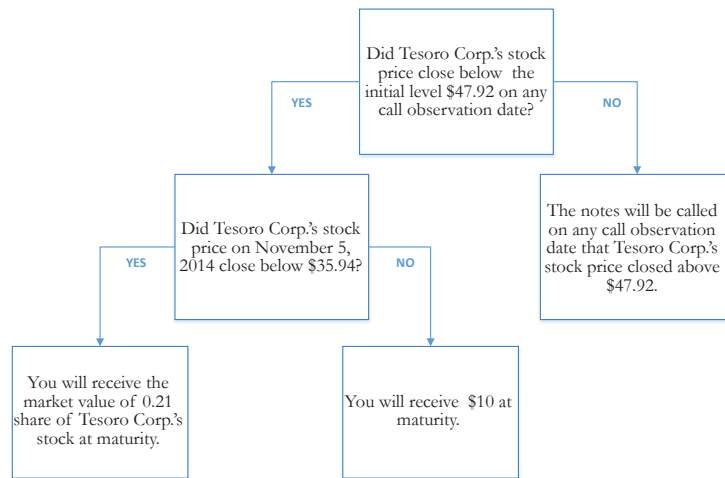 Did Tesoro Corp.'s stock
price close below the
initial level $47.92 on any
call observation date?
YES
NO
Did Tesoro Corp.'s stock
price on November 5,
2014 close below $35.94?
The notes will be called
on any call observation
date that Tesoro Corp.'s
stock price closed above
$47.92.
YES
NO
You will receive the
market value of 0.21
share of Tesoro Corp.'s
stock at maturity.
You will receive $10 at
maturity.